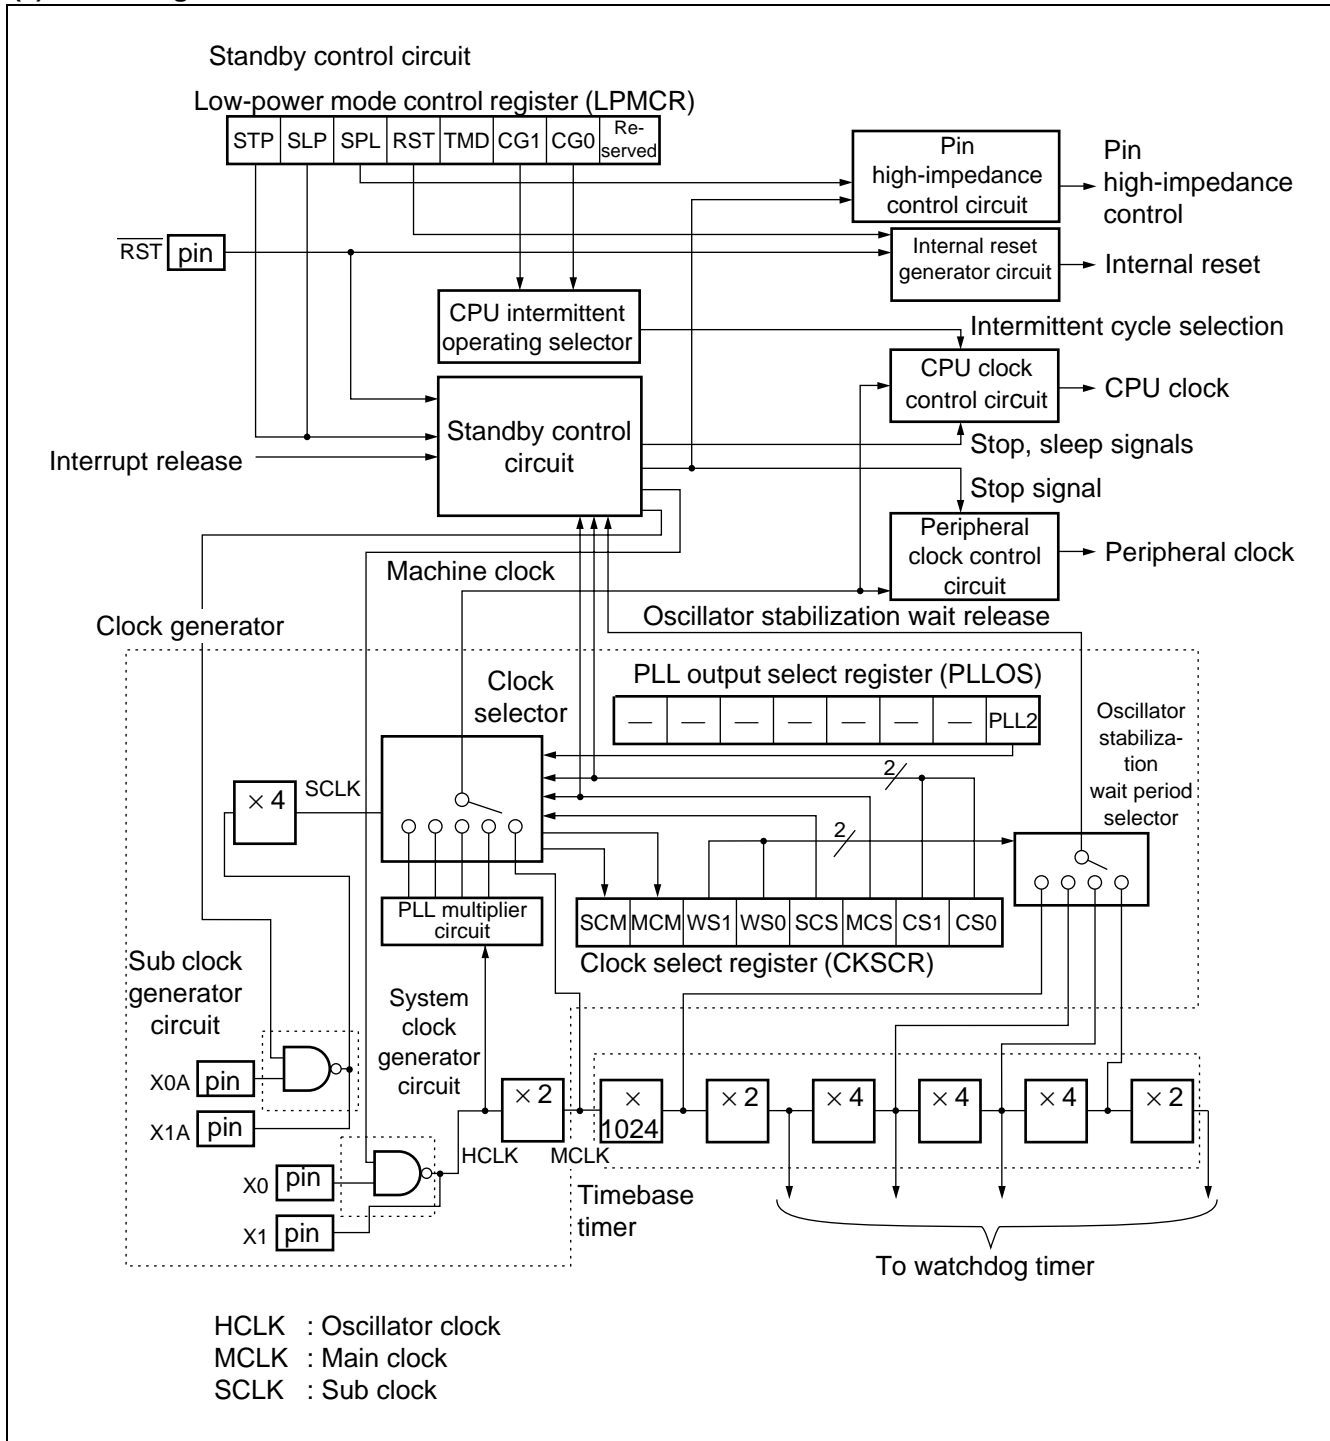 Standby control circuit
Low-power mode control register (LPMCR)
STP SLP SPL RST TMD CG1 CG0 Re-
served
Pin
high-impedance
control circuit
Pin
high-impedance
control
RST pin
Internal reset
generator circuit
Internal reset
CPU intermittent
operating selector
Intermittent cycle selection
CPU clock
control circuit
CPU clock
Standby control
circuit
Stop, sleep signals
Interrupt release
Stop signal
Peripheral
clock control
circuit
Peripheral clock
Machine clock
Oscillator stabilization wait release
Clock generator
Clock
selector
PLL output select register (PLLOS)
— — — — — — — PLL2
Oscillator
stabiliza-
tion
wait period
selector
2
× 4
SCLK
2
PLL multiplier
circuit
SCM MCM WS1 WS0 SCS MCS CS1 CS0
Clock select register (CKSCR)
Sub clock
generator
circuit
System
clock
generator
circuit
X0A pin
X1A pin
× 2
×
1024
× 2
× 4
× 4
× 4
× 2
HCLK
MCLK
X0 pin
X1 pin
Timebase
timer
To watchdog timer
HCLK : Oscillator clock
MCLK : Main clock
SCLK : Sub clock